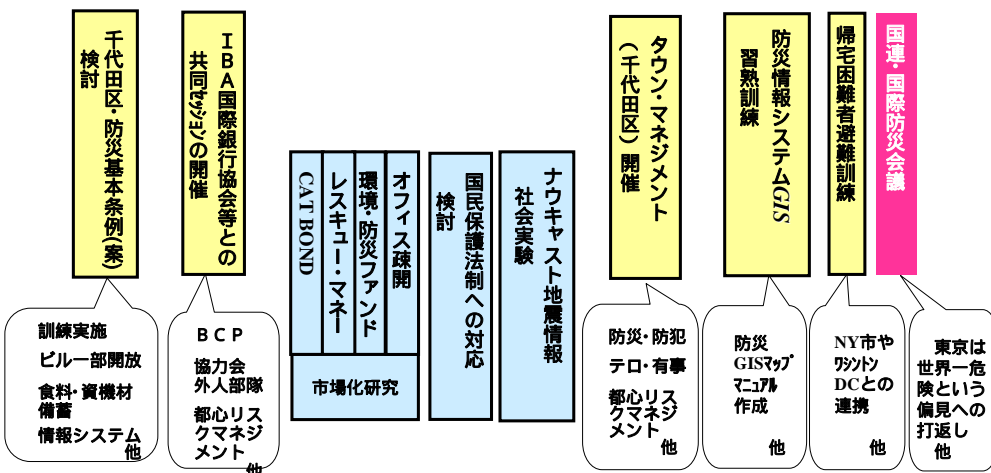 国連・国際防災会議
東京は
世界一危
険という
偏見への
打返し
他
帰宅困難者避難訓練
NY市や
ワシントン
DCとの
連携
他
防災情報システムGIS
習熟訓練
防災
GISマップ
マニュアル
作成
他
タウン・マネジメント
(千代田区)開催
防災・防犯
テロ・有事
都心リス
クマネジ
メント
他
ナウキャスト地震情報
社会実験
国民保護法制への対応
検討
オフィス疎開
環境・防災ファンド
レスキュー・マネー
CAT BOND
市場化研究
IBA国際銀行協会等との
共同セッションの開催
BCP
協力会
外人部隊
都心リス
クマネジ
メント
他
千代田区・防災基本条例(案)
検討
訓練実施
ビル一部開放
食料・資機材
備蓄
情報システム
他